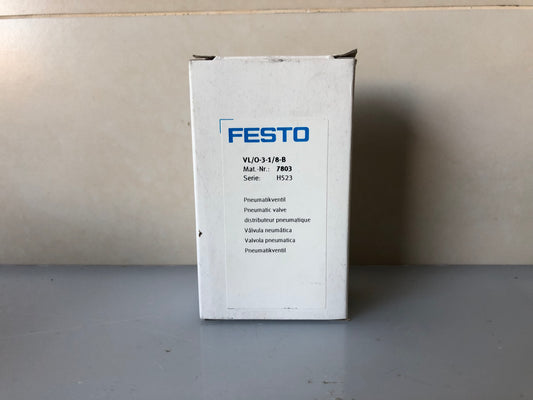 FESTO
VL/O-3-1/8-B
Mat.-Nr.: 7803
Serie: H523
Pneumatikventil
Pneumatic valve
distributeur pneumatique
Válvula neumática
Valvola pneumatica
Pneumatikventil